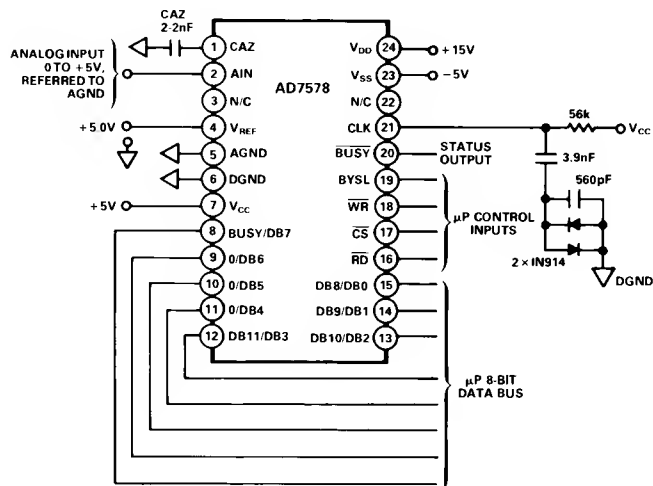 CAZ
2-2nF
ANALOG INPUT
0 TO +5V,
REFERRED TO
AGND
+5.0V
+5V
AD7578
1 CAZ
2 AIN
3 N/C
4 VREF
5 AGND
6 DGND
7 VCC
8 BUSY/DB7
9 0/DB6
10 0/DB5
11 0/DB4
12 DB11/DB3
VDD 24 +15V
VSS 23 −5V
N/C 22
CLK 21
BUSY 20 STATUS
OUTPUT
BYSL 19
WR 18
CS 17
RD 16
DB8/DB0 15
DB9/DB1 14
DB10/DB2 13
µP CONTROL
INPUTS
µP 8-BIT
DATA BUS
56k
VCC
3.9nF
560pF
2 × IN914
DGND